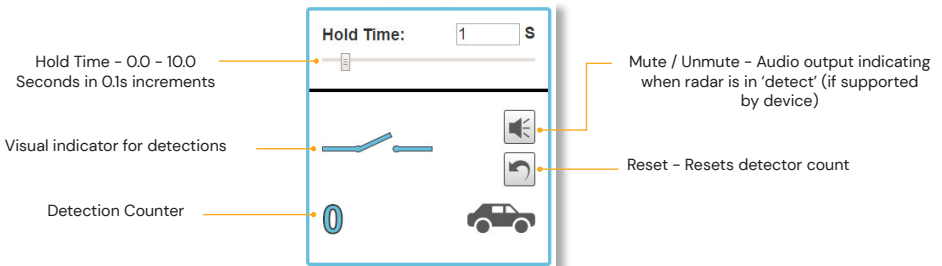 Hold Time:
1
S
Hold Time - 0.0 - 10.0
Seconds in 0.1s increments
Mute / Unmute - Audio output indicating
when radar is in ‘detect’ (if supported
by device)
Visual indicator for detections
Reset - Resets detector count
Detection Counter
0